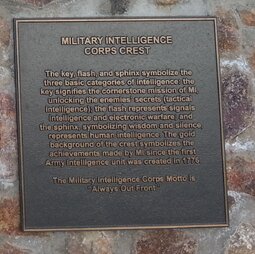 MILITARY INTELLIGENCE
CORPS CREST
The key, flash, and sphinx symbolize the
three basic categories of intelligence: the
key signifies the cornerstone mission of MI,
unlocking the enemies' secrets (tactical
intelligence); the flash represents signals
intelligence and electronic warfare; and
the sphinx, symbolizing wisdom and silence
represents human intelligence. The gold
background of the crest symbolizes the
achievements made by MI since the first
Army intelligence unit was created in 1776.
The Military Intelligence Corps Motto is
"Always Out Front"